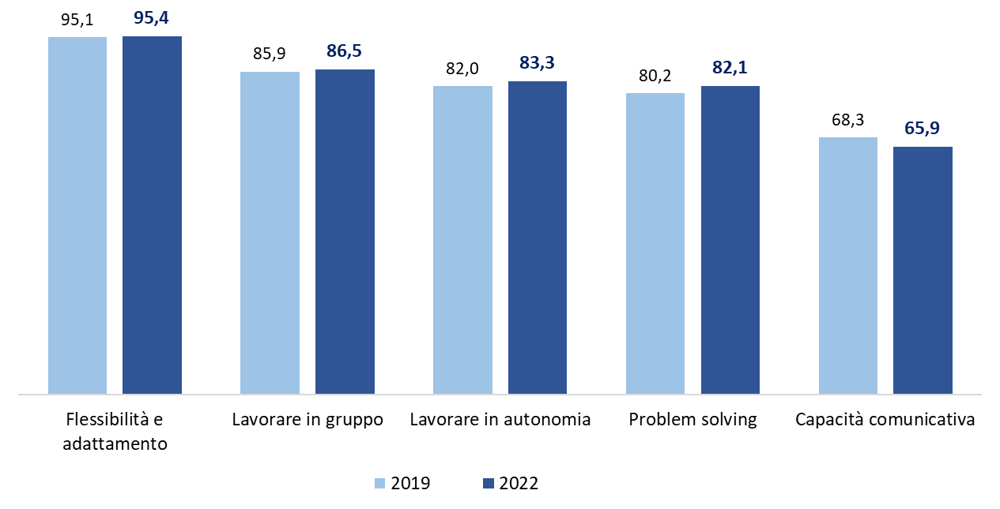 95,1
95,4
85,9
86,5
82,0
83,3
80,2
82,1
68,3
65,9
Flessibilità e
adattamento
Lavorare in gruppo
Lavorare in autonomia
Problem solving
Capacità comunicativa
2019
2022